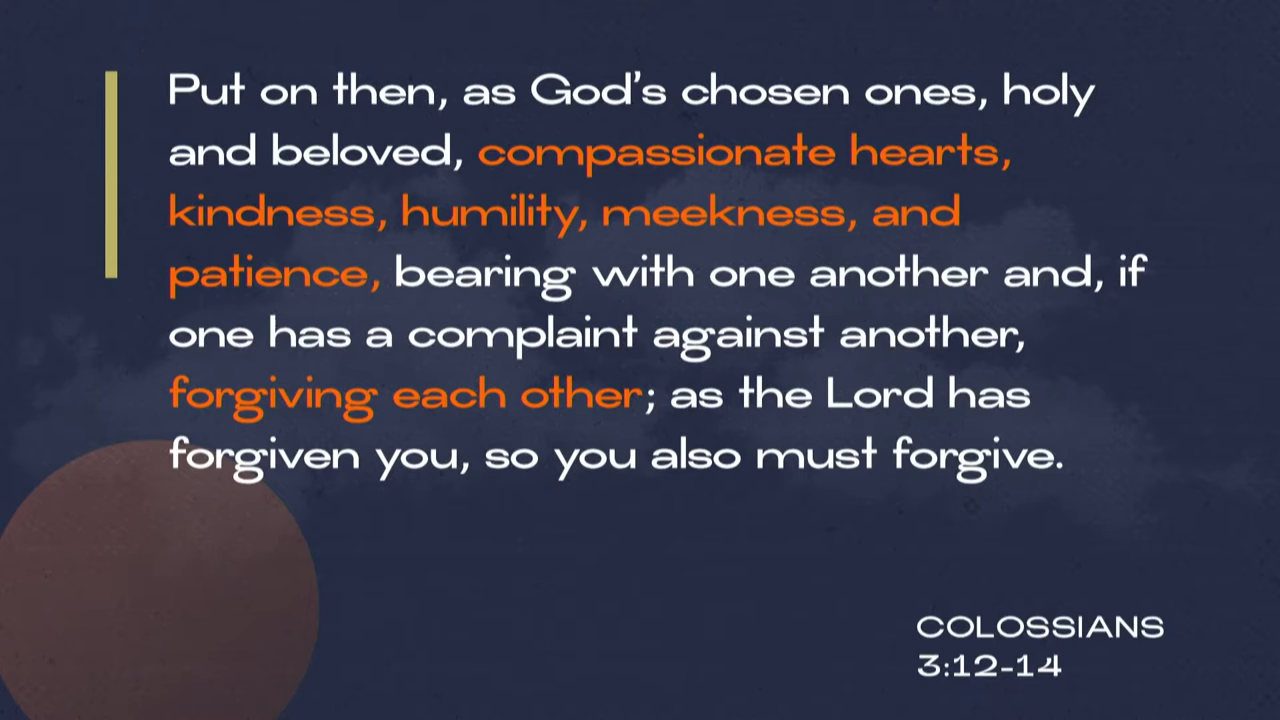 Put on then, as God's chosen ones, holy
and beloved, compassionate hearts,
kindness, humility, meekness, and
patience, bearing with one another and, if
one has a complaint against another,
forgiving each other; as the Lord has
forgiven you, so you also must forgive.
COLOSSIANS
3:12-14